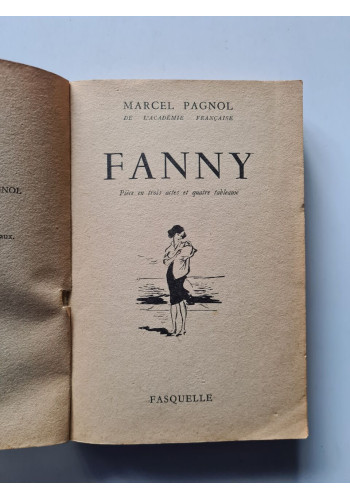 MARCEL PAGNOL
DE L'ACADÉMIE FRANÇAISE
FANNY
Pièce en trois actes et quatre tableaux
FASQUELLE